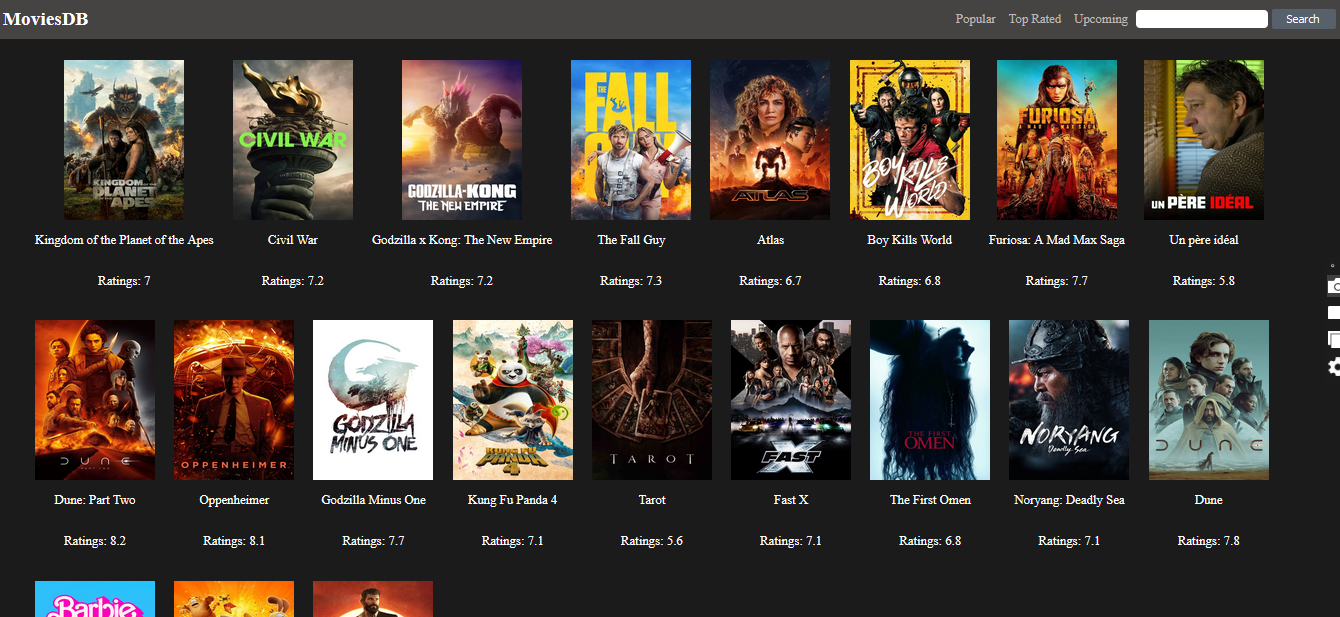 MoviesDB
Popular Top Rated Upcoming Search
KINGDOM OF THE PLANET OF THE APES
CIVIL WAR
GODZILLA x KONG
THE NEW EMPIRE
THE FALL GUY
ATLAS
BOY KILLS WORLD
FURIOSA
A MAD MAX SAGA
UN PÈRE IDÉAL
Kingdom of the Planet of the Apes Civil War Godzilla x Kong: The New Empire The Fall Guy Atlas Boy Kills World Furiosa: A Mad Max Saga Un père idéal
Ratings: 7 Ratings: 7.2 Ratings: 7.2 Ratings: 7.3 Ratings: 6.7 Ratings: 6.8 Ratings: 7.7 Ratings: 5.8
DUNE
PART TWO
OPPENHEIMER
GODZILLA
MINUS ONE
KUNG FU
PANDA
4
TAROT
FAST X
THE FIRST
OMEN
NORYANG
Deadly Sea
DUNE
Dune: Part Two Oppenheimer Godzilla Minus One Kung Fu Panda 4 Tarot Fast X The First Omen Noryang: Deadly Sea Dune
Ratings: 8.2 Ratings: 8.1 Ratings: 7.7 Ratings: 7.1 Ratings: 5.6 Ratings: 7.1 Ratings: 6.8 Ratings: 7.1 Ratings: 7.8
Barbie